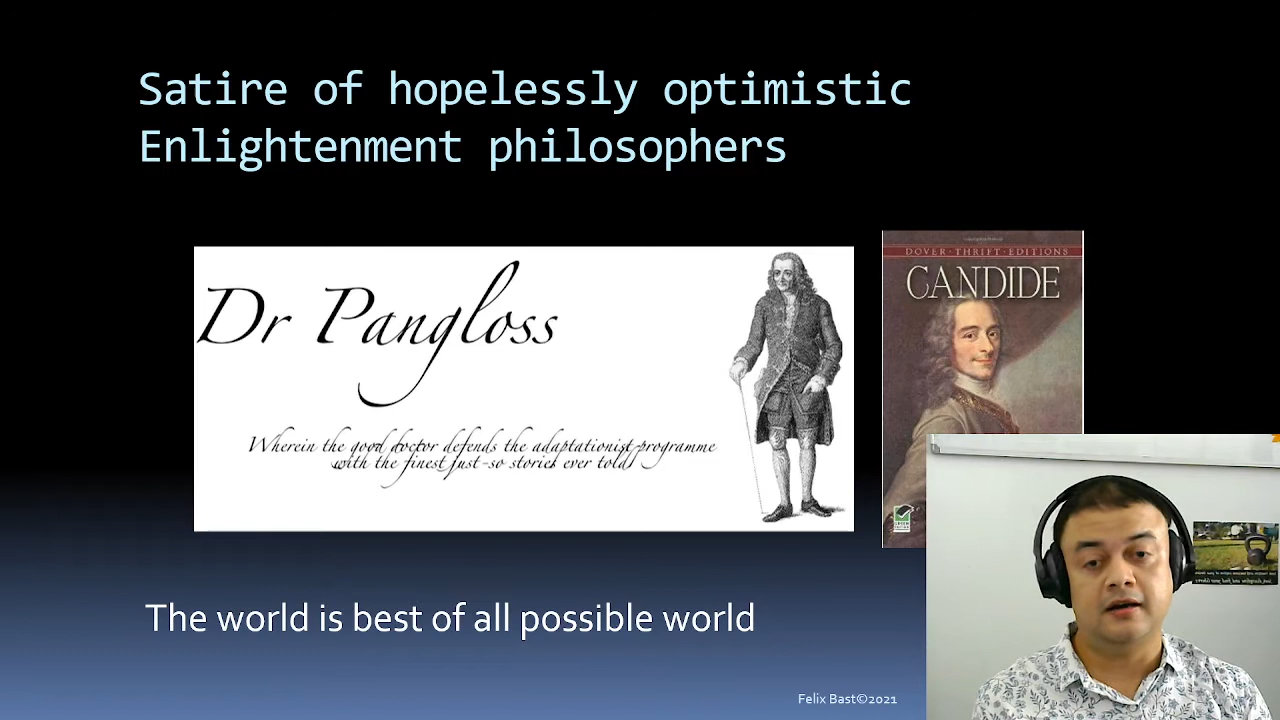 Satire of hopelessly optimistic
Enlightenment philosophers
Dr Pangloss
Wherein the good doctor defends the adaptationist programme
with the finest just-so stories ever told
DOVER · THRIFT · EDITIONS
CANDIDE
GREEN
The world is best of all possible world
Felix Bast©2021